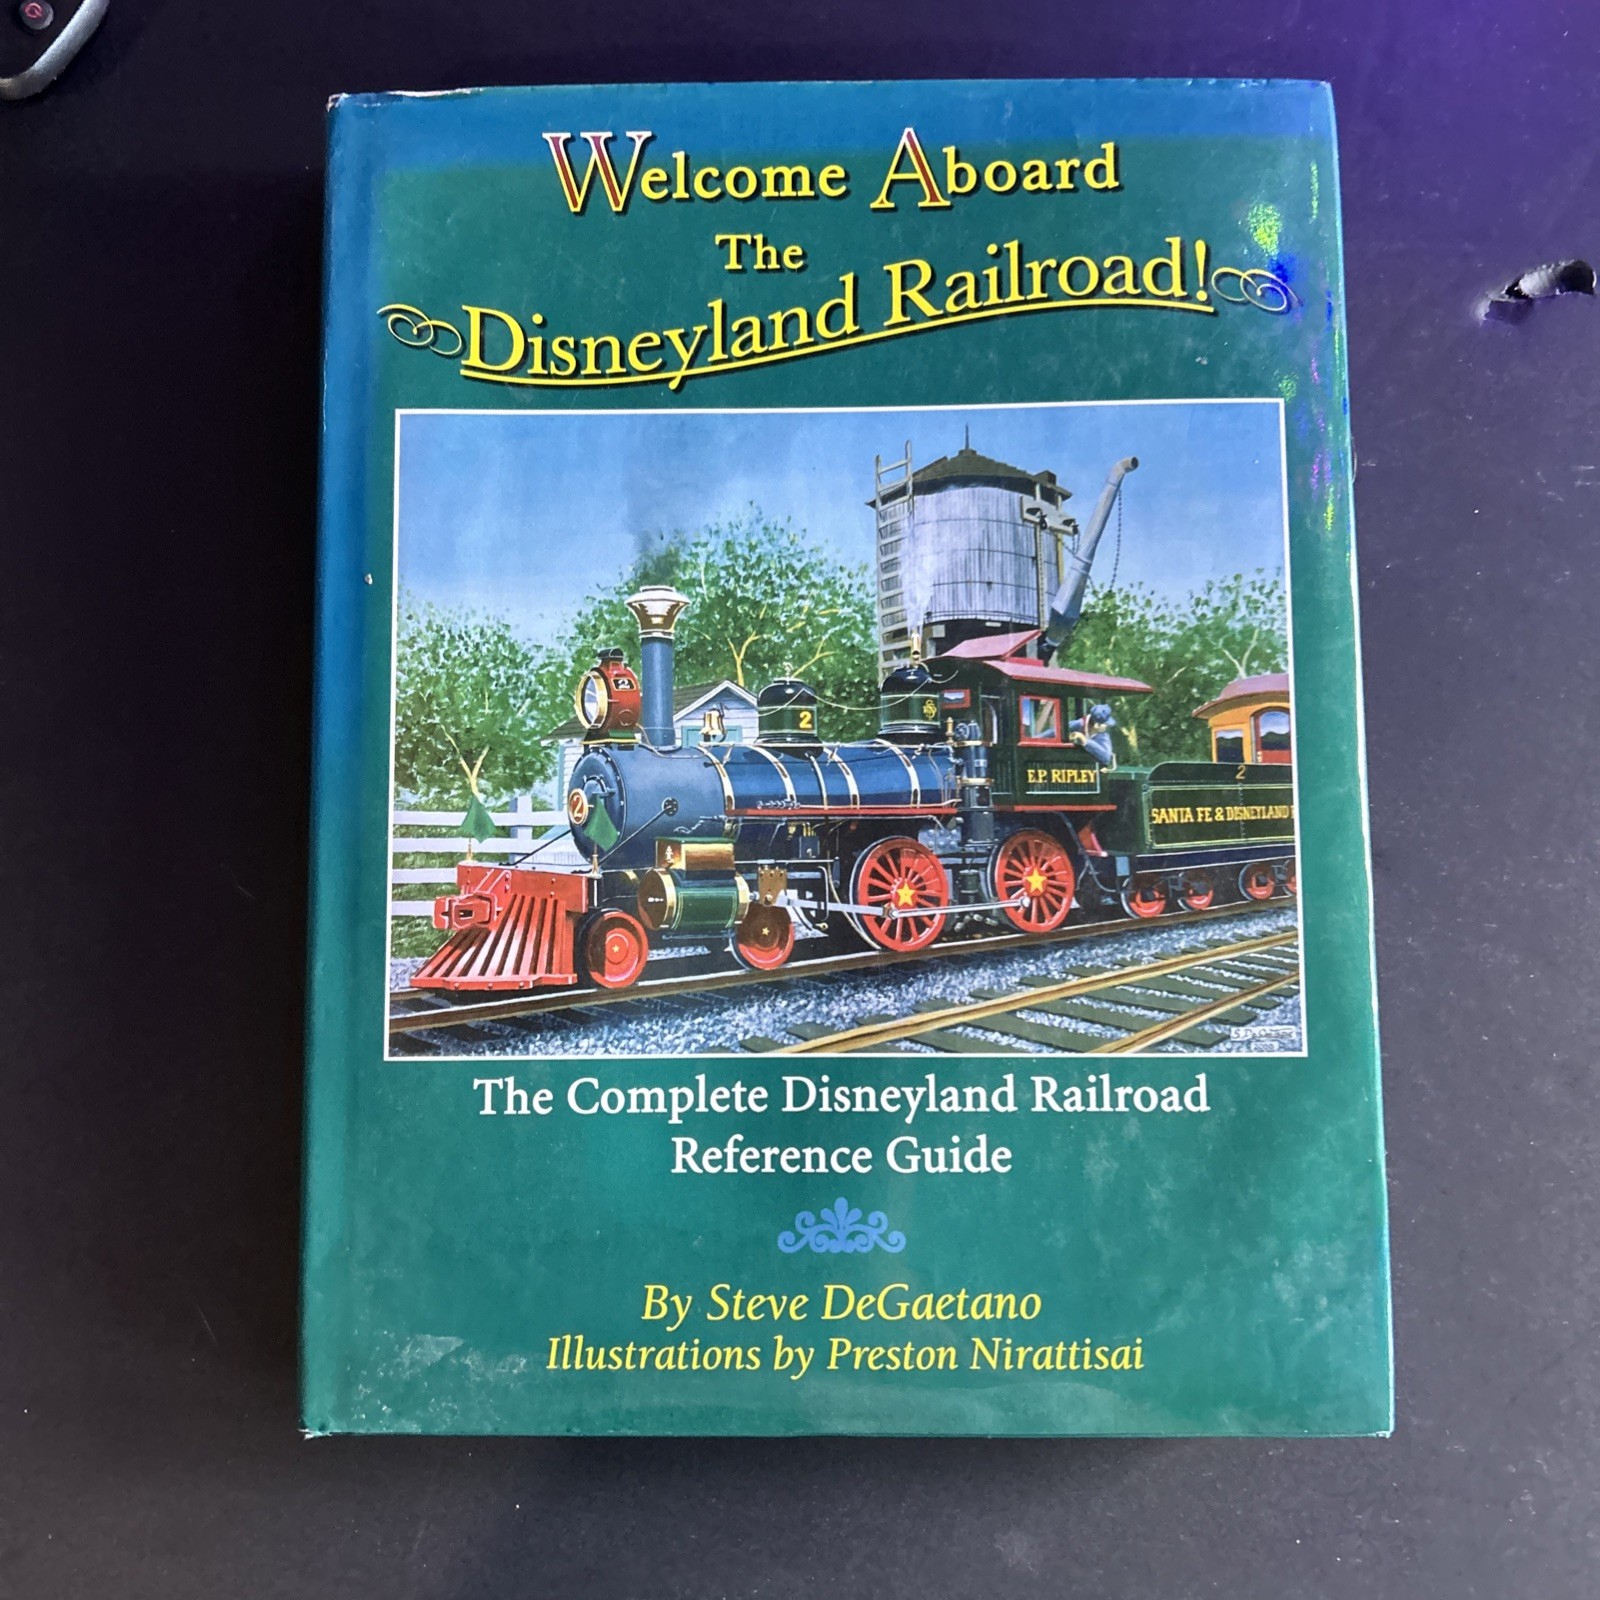 Welcome Aboard
The
Disneyland Railroad!
2
2
2
E.P. RIPLEY
2
SANTA FE & DISNEYLAND
The Complete Disneyland Railroad
Reference Guide
By Steve DeGaetano
Illustrations by Preston Nirattisai